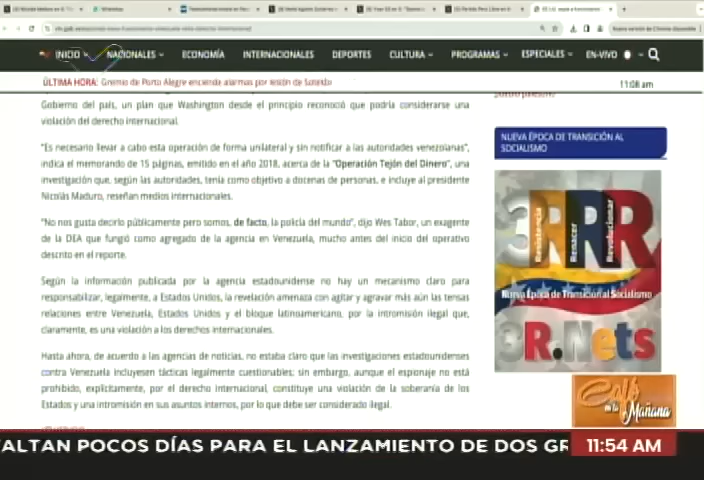 INICIO NACIONALES ECONOMÍA INTERNACIONALES DEPORTES CULTURA PROGRAMAS ESPECIALES EN-VIVO
ÚLTIMA HORA: Gremio de Porto Alegre enciende alarmas por lesión de Soteldo
11:08 am
Gobierno del país, un plan que Washington desde el principio reconoció que podría considerarse una
violación del derecho internacional.
“Es necesario llevar a cabo esta operación de forma unilateral y sin notificar a las autoridades venezolanas”,
indica el memorando de 15 páginas, emitido en el año 2018, acerca de la “Operación Tejón del Dinero”, una
investigación que, según las autoridades, tenía como objetivo a docenas de personas, e incluye al presidente
Nicolás Maduro, reseñan medios internacionales.
“No nos gusta decirlo públicamente pero somos, de facto, la policía del mundo”, dijo Wes Tabor, un exagente
de la DEA que fungió como agregado de la agencia en Venezuela, mucho antes del inicio del operativo
descrito en el reporte.
Según la información publicada por la agencia estadounidense no hay un mecanismo claro para
responsabilizar, legalmente, a Estados Unidos, la revelación amenaza con agitar y agravar más aún las tensas
relaciones entre Venezuela, Estados Unidos y el bloque latinoamericano, por la intromisión ilegal que,
claramente, es una violación a los derechos internacionales.
Hasta ahora, de acuerdo a las agencias de noticias, no estaba claro que las investigaciones estadounidenses
contra Venezuela incluyesen tácticas legalmente cuestionables; sin embargo, aunque el espionaje no está
prohibido, explícitamente, por el derecho internacional, constituye una violación de la soberanía de los
Estados y una intromisión en sus asuntos internos, por lo que debe ser considerado ilegal.
NUEVA ÉPOCA DE TRANSICIÓN AL
SOCIALISMO
3RRR
Resistencia
Renacer
Revolucionar
Nueva Época de Transición al Socialismo
3R.Nets
Café
en la
Mañana
ALTAN POCOS DÍAS PARA EL LANZAMIENTO DE DOS GR
11:54 AM